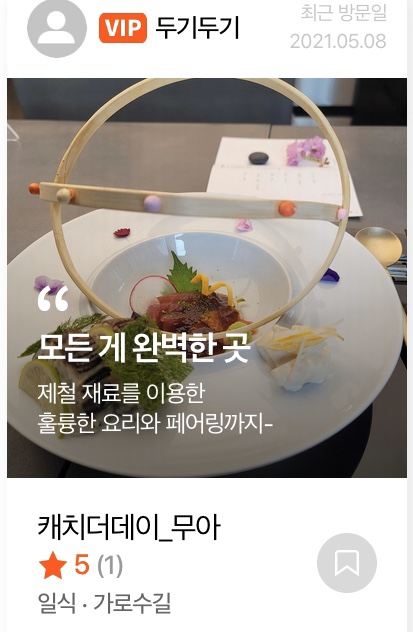 VIP 두기두기
최근 방문일
2021.05.08
“
모든 게 완벽한 곳
제철 재료를 이용한
훌륭한 요리와 페어링까지-
캐치더데이_무아
★ 5 (1)
일식 · 가로수길